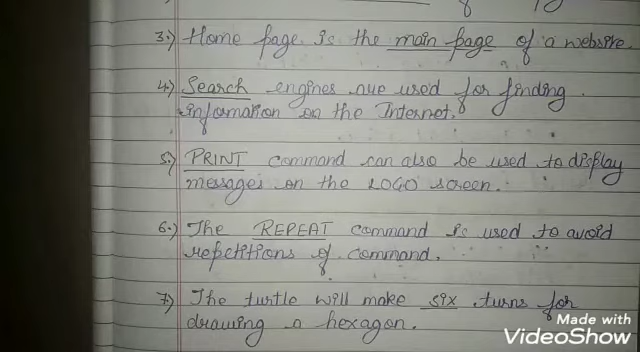 3.) Home page is the main page of a website.
4.) Search engines are used for finding
information on the Internet.
5.) PRINT command can also be used to display
messages on the LOGO screen.
6.) The REPEAT command is used to avoid
repetitions of command.
7.) The turtle will make six turns for
drawing a hexagon.
Made with
VideoShow